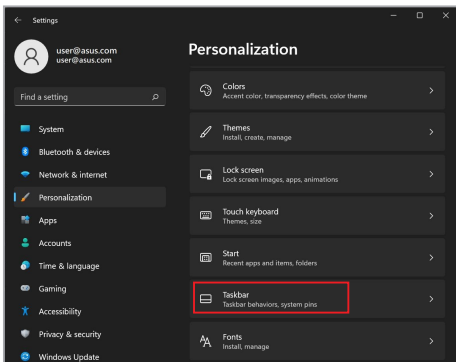 Settings
user@asus.com
user@asus.com
Find a setting
System
Bluetooth & devices
Network & internet
Personalization
Apps
Accounts
Time & language
Gaming
Accessibility
Privacy & security
Windows Update
Personalization
Colors
Accent color, transparency effects, color theme
Themes
Install, create, manage
Lock screen
Lock screen images, apps, animations
Touch keyboard
Themes, size
Start
Recent apps and items, folders
Taskbar
Taskbar behaviors, system pins
Fonts
Install, manage